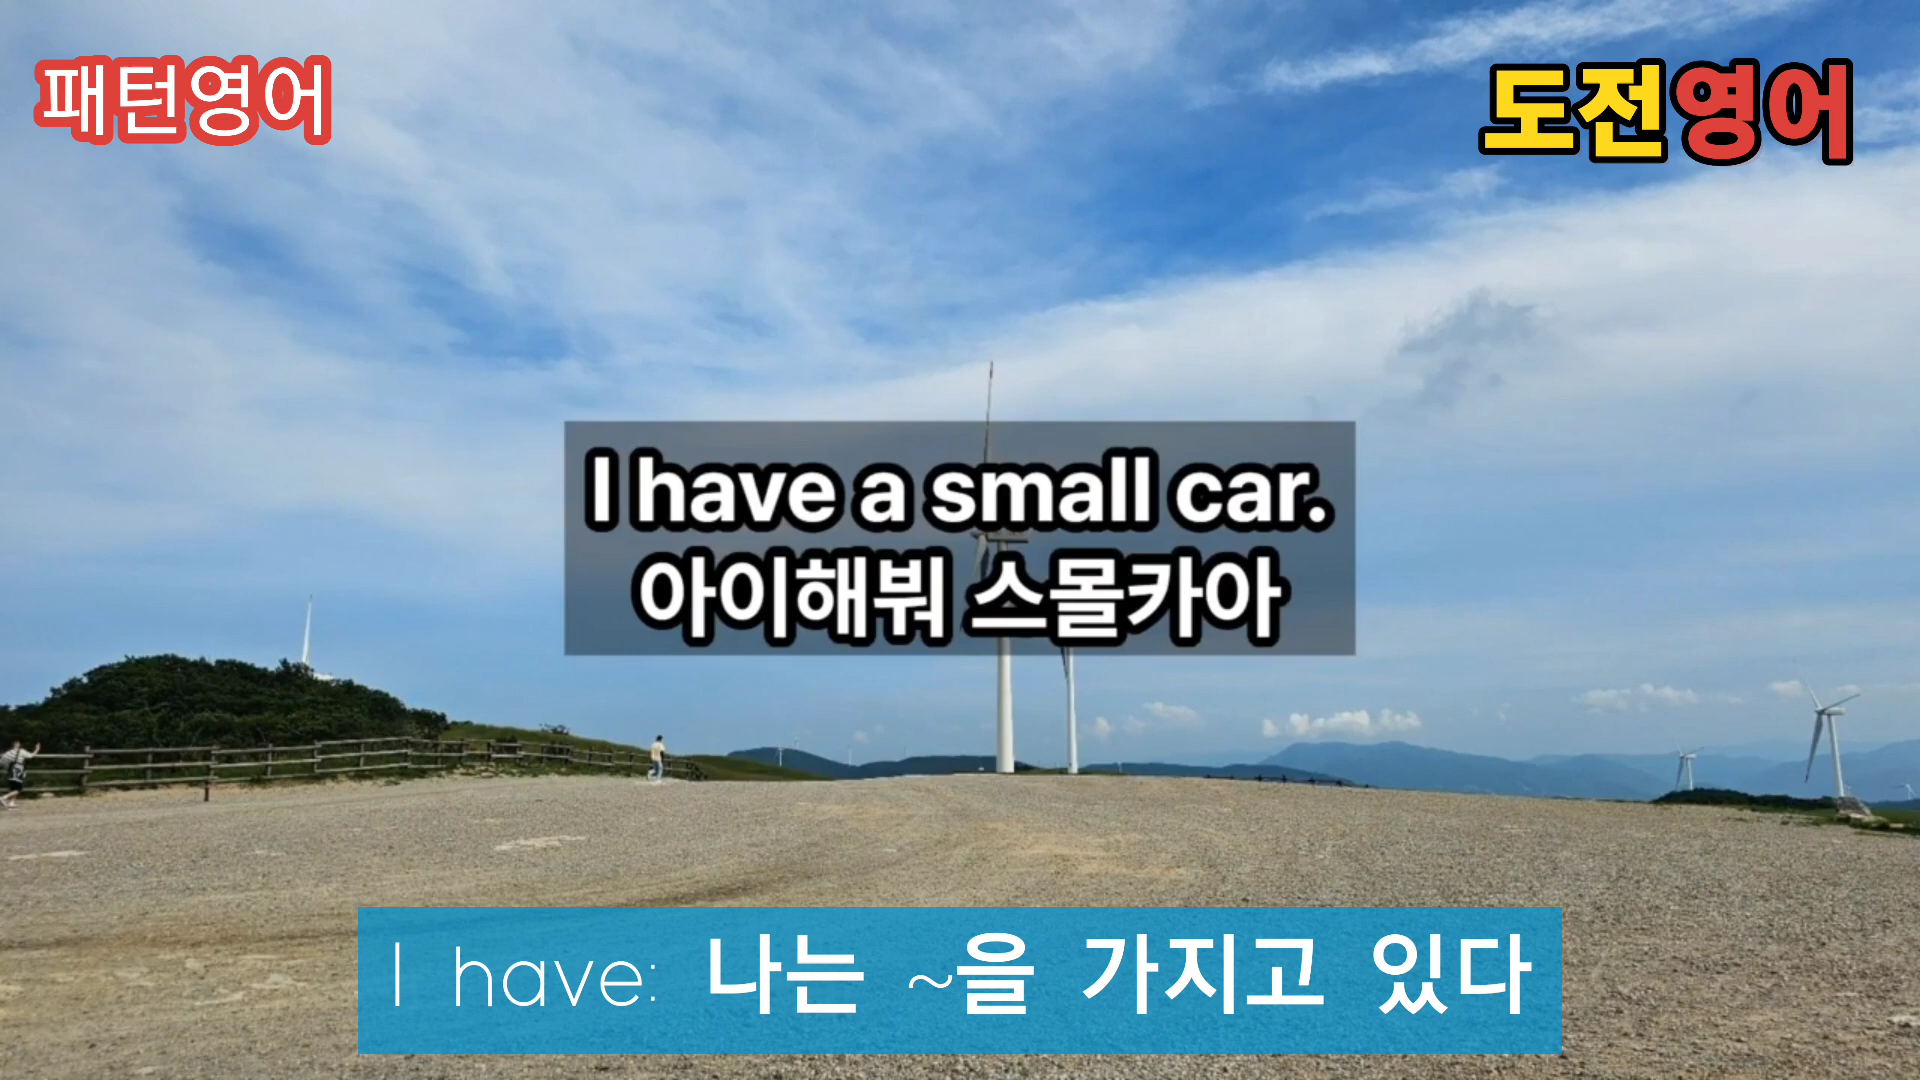 패턴영어
도전영어
I have a small car.
아이해붜 스몰카아
I have: 나는 ~을 가지고 있다